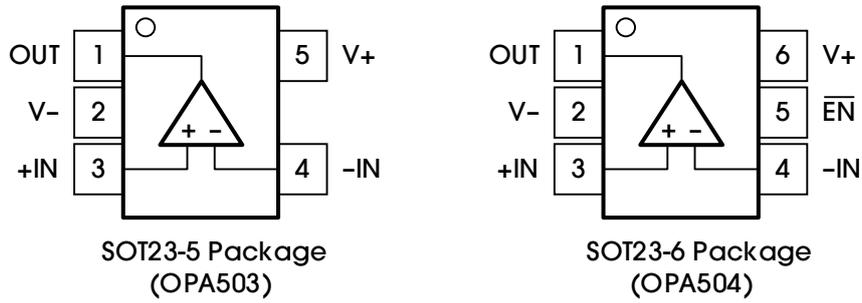 OUT 1 5 V+
V– 2
+ –
+IN 3 4 –IN
SOT23-5 Package
(OPA503)
OUT 1 6 V+
V– 2 5 E̅N̅
+ –
+IN 3 4 –IN
SOT23-6 Package
(OPA504)